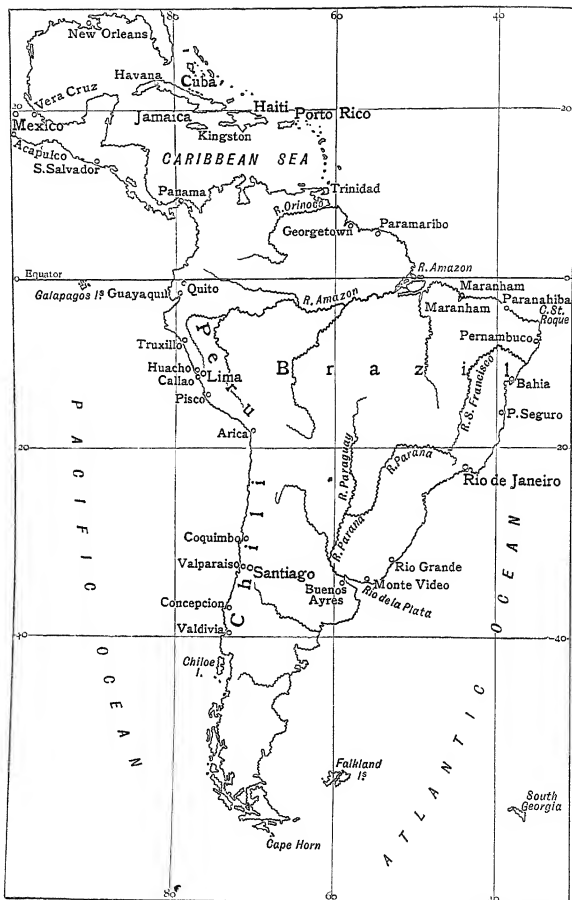 80
60
40
New Orleans
20
20
Havana
Cuba
Vera Cruz
Mexico
Haiti
Porto Rico
Jamaica
Kingston
Acapulco
CARIBBEAN SEA
S. Salvador
Panama
Trinidad
R. Orinoco
Georgetown
Paramaribo
Equator
0
R. Amazon
Galapagos Is
Guayaquil
Quito
R. Amazon
Maranham
Maranham
Paranahiba
C. St.
Roque
Truxillo
Peru
Pernambuco
Huacho
Callao
Lima
Brazil
R. S. Francisco
Bahia
Pisco
P. Seguro
Arica
20
R. Paraguay
R. Parana
Rio de Janeiro
PACIFIC
OCEAN
Chili
Coquimbo
R. Parana
Valparaiso
Santiago
Rio Grande
Buenos
Ayres
Monte Video
Rio de la Plata
Concepcion
Valdivia
40
40
Chiloe
I.
Falkland
Is
ATLANTIC
OCEAN
South
Georgia
Cape Horn
80
60
40